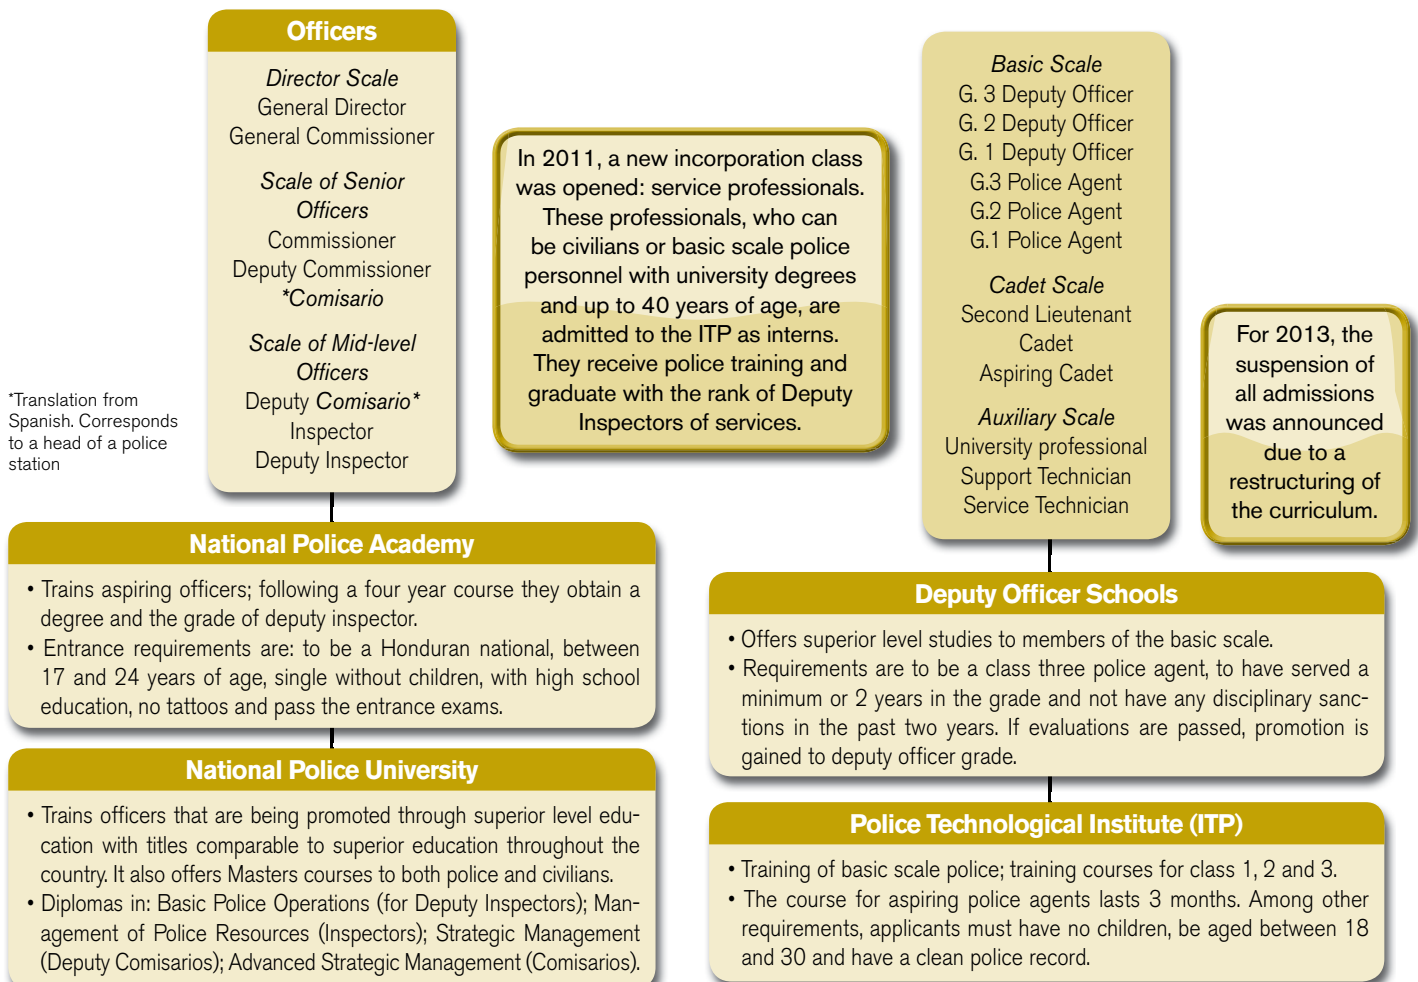 Officers
Director Scale
General Director
General Commissioner
Scale of Senior
Officers
Commissioner
Deputy Commissioner
*Comisario
Scale of Mid-level
Officers
Deputy Comisario*
Inspector
Deputy Inspector
*Translation from
Spanish. Corresponds
to a head of a police
station
In 2011, a new incorporation class
was opened: service professionals.
These professionals, who can
be civilians or basic scale police
personnel with university degrees
and up to 40 years of age, are
admitted to the ITP as interns.
They receive police training and
graduate with the rank of Deputy
Inspectors of services.
Basic Scale
G. 3 Deputy Officer
G. 2 Deputy Officer
G. 1 Deputy Officer
G.3 Police Agent
G.2 Police Agent
G.1 Police Agent
Cadet Scale
Second Lieutenant
Cadet
Aspiring Cadet
Auxiliary Scale
University professional
Support Technician
Service Technician
For 2013, the
suspension of
all admissions
was announced
due to a
restructuring of
the curriculum.
National Police Academy
• Trains aspiring officers; following a four year course they obtain a
degree and the grade of deputy inspector.
• Entrance requirements are: to be a Honduran national, between
17 and 24 years of age, single without children, with high school
education, no tattoos and pass the entrance exams.
National Police University
• Trains officers that are being promoted through superior level edu-
cation with titles comparable to superior education throughout the
country. It also offers Masters courses to both police and civilians.
• Diplomas in: Basic Police Operations (for Deputy Inspectors); Man-
agement of Police Resources (Inspectors); Strategic Management
(Deputy Comisarios); Advanced Strategic Management (Comisarios).
Deputy Officer Schools
• Offers superior level studies to members of the basic scale.
• Requirements are to be a class three police agent, to have served a
minimum or 2 years in the grade and not have any disciplinary sanc-
tions in the past two years. If evaluations are passed, promotion is
gained to deputy officer grade.
Police Technological Institute (ITP)
• Training of basic scale police; training courses for class 1, 2 and 3.
• The course for aspiring police agents lasts 3 months. Among other
requirements, applicants must have no children, be aged between 18
and 30 and have a clean police record.